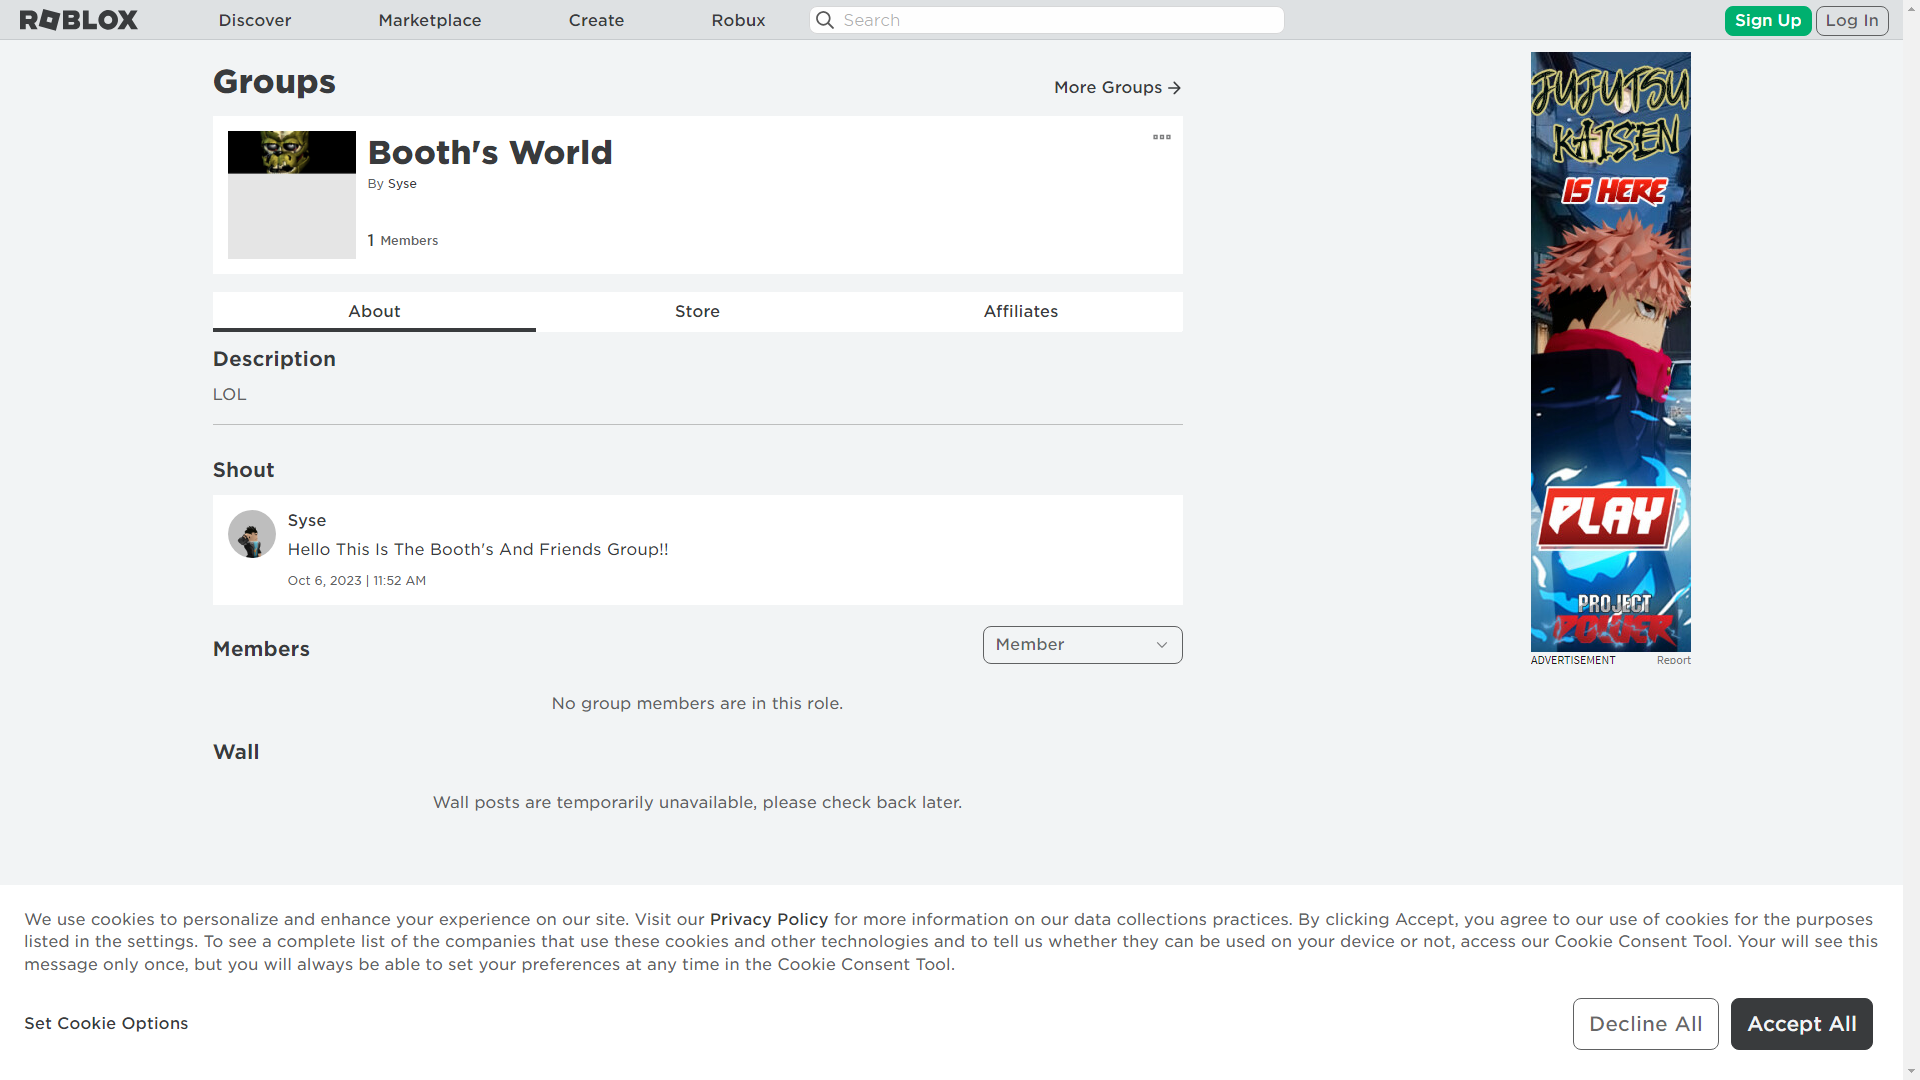 ROBLOX
Discover
Marketplace
Create
Robux
Search
Sign Up
Log In
Groups
More Groups
Booth's World
By Syse
1 Members
About
Store
Affiliates
Description
LOL
Shout
Syse
Hello This Is The Booth's And Friends Group!!
Oct 6, 2023 | 11:52 AM
Members
Member
No group members are in this role.
Wall
Wall posts are temporarily unavailable, please check back later.
JUJUTSU
KAISEN
IS HERE
PLAY
PROJECT
POWER
ADVERTISEMENT
Report
We use cookies to personalize and enhance your experience on our site. Visit our Privacy Policy for more information on our data collections practices. By clicking Accept, you agree to our use of cookies for the purposes
listed in the settings. To see a complete list of the companies that use these cookies and other technologies and to tell us whether they can be used on your device or not, access our Cookie Consent Tool. Your will see this
message only once, but you will always be able to set your preferences at any time in the Cookie Consent Tool.
Set Cookie Options
Decline All
Accept All